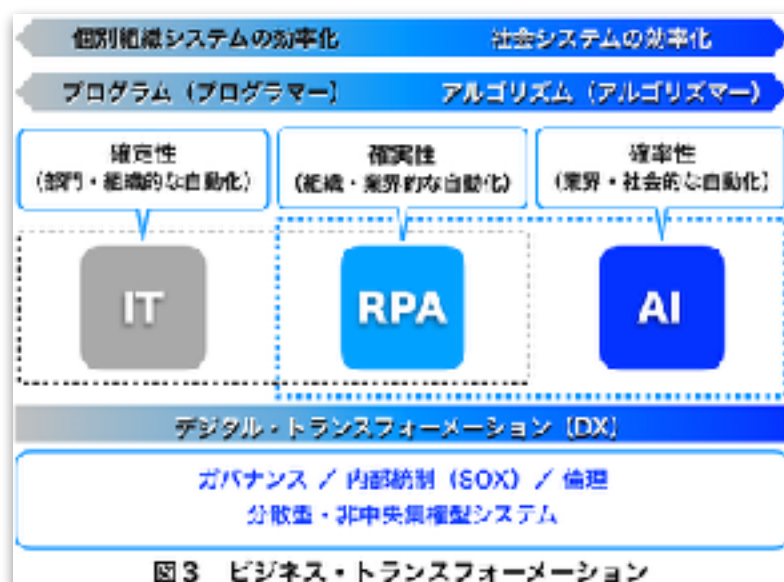 個別組織システムの効率化 社会システムの効率化
プログラム（プログラマー） アルゴリズム（アルゴリズマー）
確定性
（部門・組織的な自動化）
確実性
（組織・業界的な自動化）
確率性
（業界・社会的な自動化）
IT
RPA
AI
デジタル・トランスフォーメーション（DX）
ガバナンス / 内部統制（SOX）/ 倫理
分散型・非中央集権型システム
図3 ビジネス・トランスフォーメーション